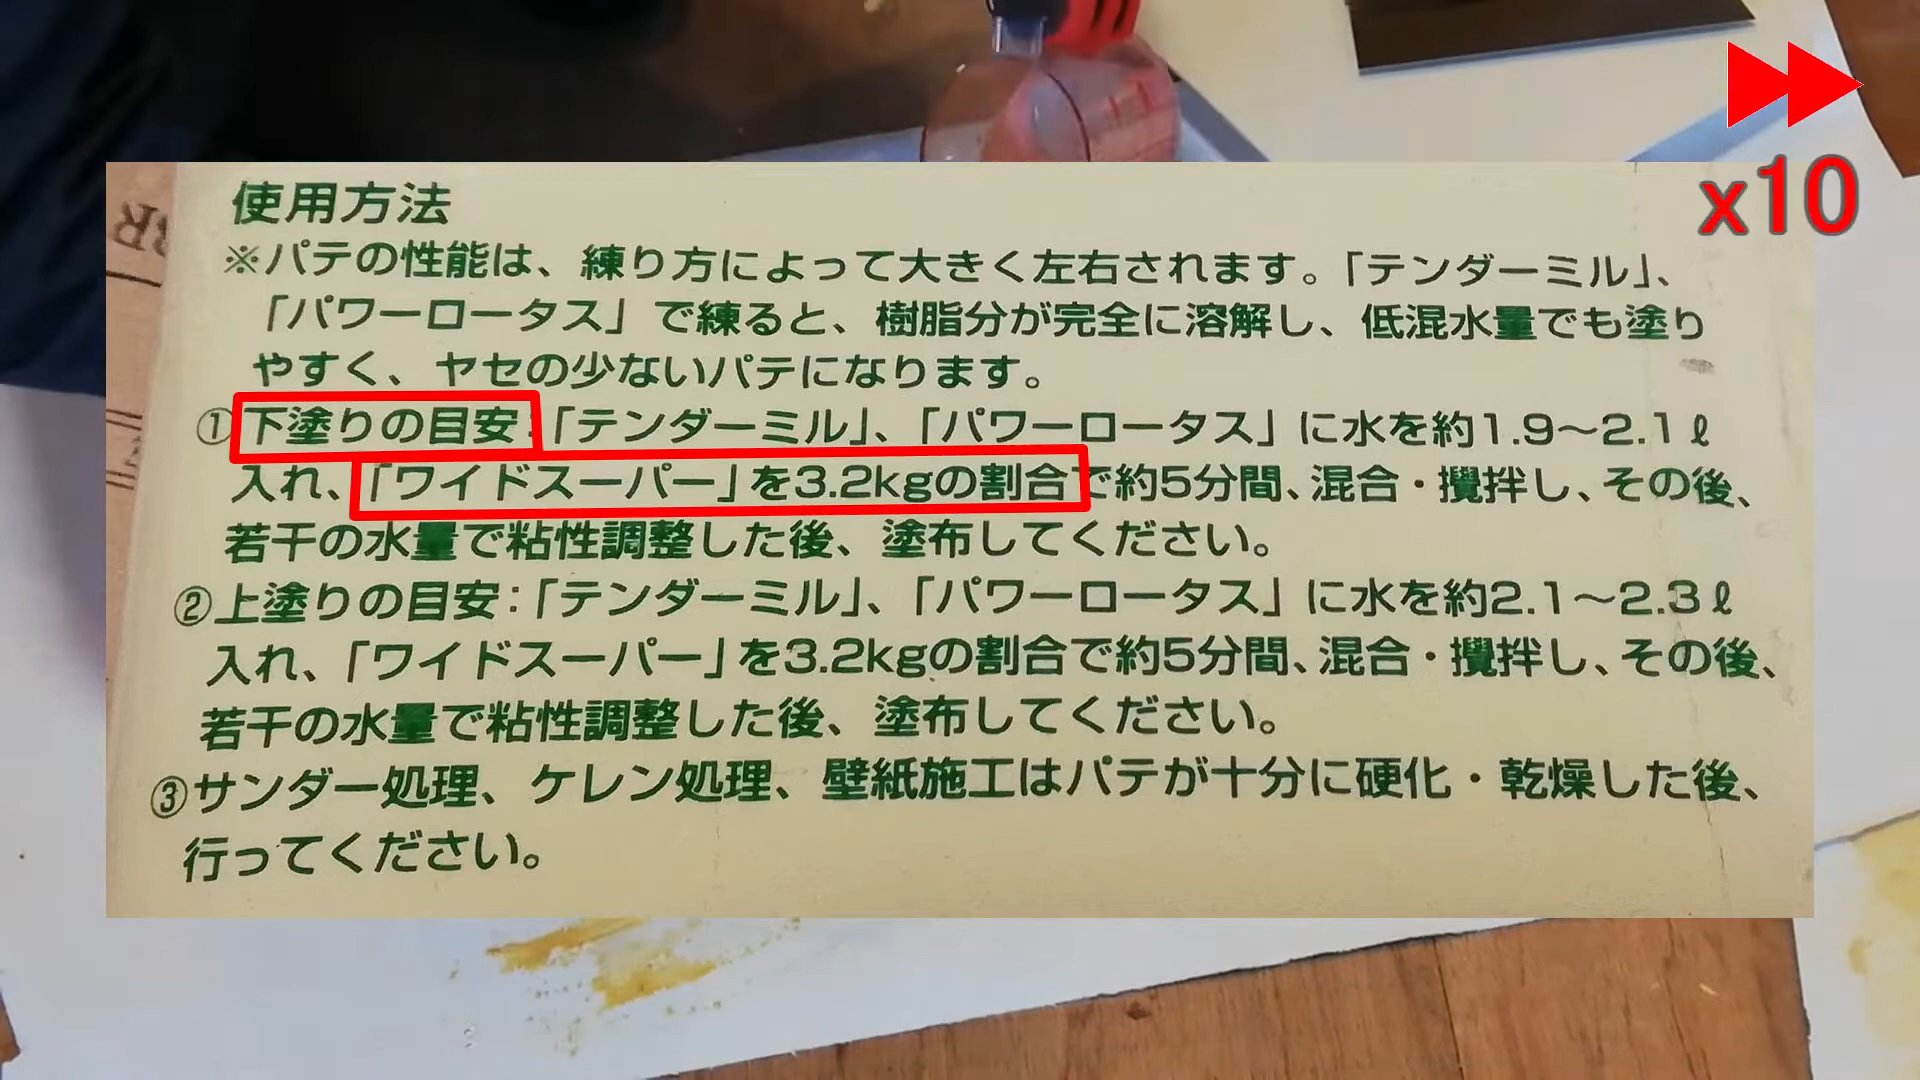 x10
使用方法
※パテの性能は、練り方によって大きく左右されます。「テンダーミル」、
「パワーロータス」で練ると、樹脂分が完全に溶解し、低混水量でも塗り
やすく、ヤセの少ないパテになります。
①下塗りの目安:「テンダーミル」、「パワーロータス」に水を約1.9〜2.1ℓ
入れ、「ワイドスーパー」を3.2kgの割合で約5分間、混合・攪拌し、その後、
若干の水量で粘性調整した後、塗布してください。
②上塗りの目安:「テンダーミル」、「パワーロータス」に水を約2.1〜2.3ℓ
入れ、「ワイドスーパー」を3.2kgの割合で約5分間、混合・攪拌し、その後、
若干の水量で粘性調整した後、塗布してください。
③サンダー処理、ケレン処理、壁紙施工はパテが十分に硬化・乾燥した後、
行ってください。